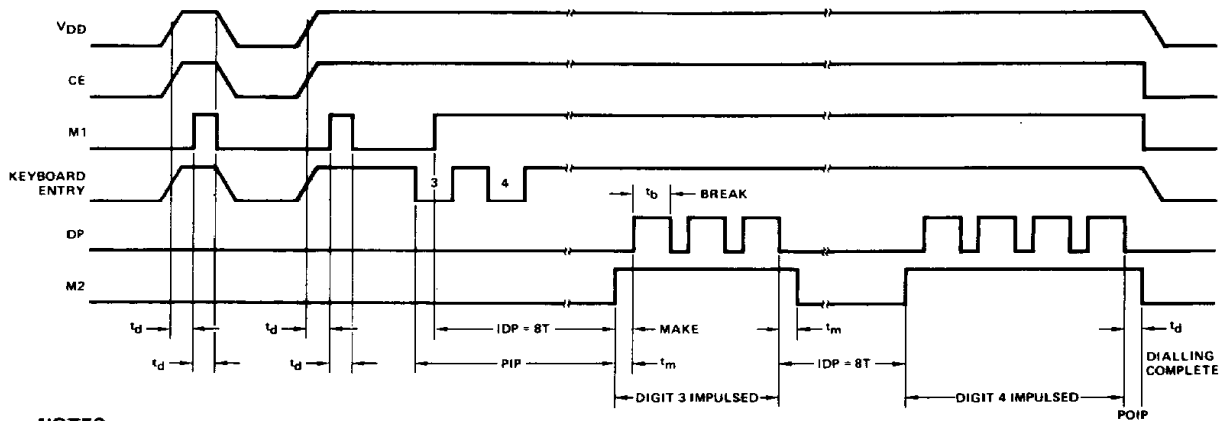 VDD
CE
M1
KEYBOARD
ENTRY
3
4
tb
BREAK
DP
M2
td
td
IDP = 8T
MAKE
tm
td
td
td
PIP
tm
IDP = 8T
DIALLING
COMPLETE
DIGIT 3 IMPULSED
DIGIT 4 IMPULSED
POIP